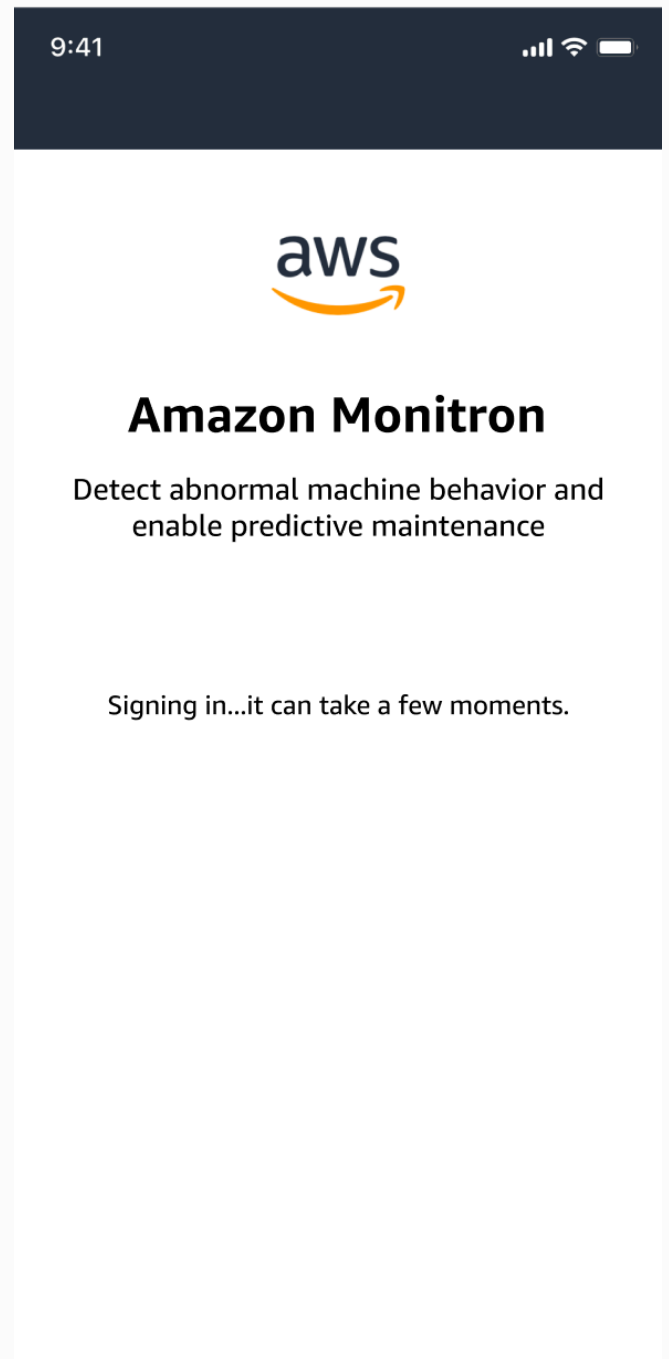 9:41
aws
Amazon Monitron
Detect abnormal machine behavior and
enable predictive maintenance
Signing in...it can take a few moments.